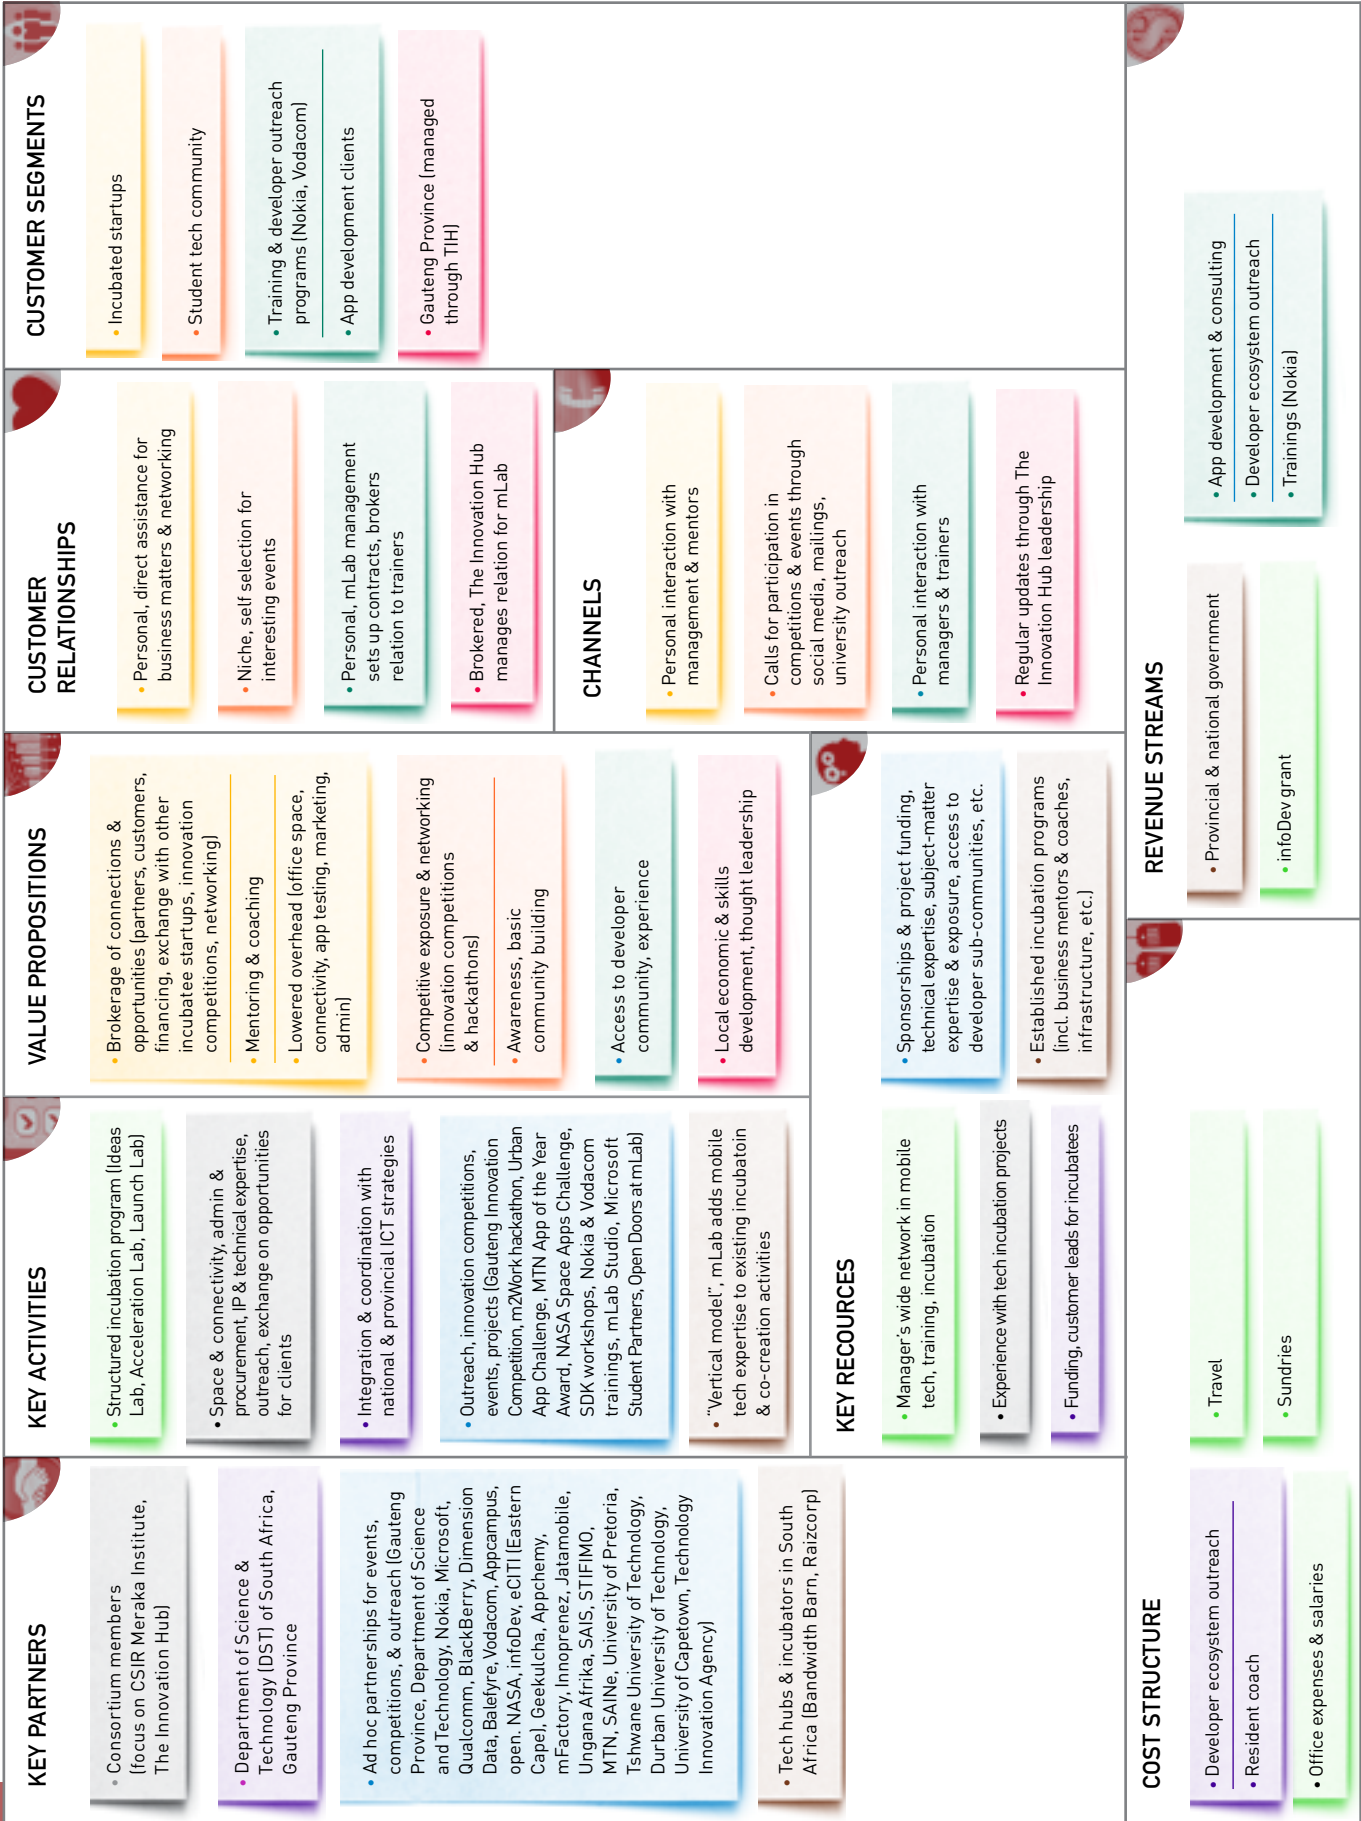 KEY PARTNERS
• Consortium members
(focus on CSIR Meraka Institute,
The Innovation Hub)
• Department of Science &
Technology (DST) of South Africa,
Gauteng Province
• Ad hoc partnerships for events,
competitions, & outreach (Gauteng
Province, Department of Science
and Technology, Nokia, Microsoft,
Qualcomm, BlackBerry, Dimension
Data, Balefyre, Vodacom, Appcampus,
open. NASA, infoDev, eCITI (Eastern
Cape), Geekulcha, Appchemy,
mFactory, Innoprenez, Jatamobile,
Ungana Afrika, SAIS, STIFIMO,
MTN, SAINe, University of Pretoria,
Tshwane University of Technology,
Durban University of Technology,
University of Capetown, Technology
Innovation Agency)
• Tech hubs & incubators in South
Africa (Bandwidth Barn, Raizcorp)
KEY ACTIVITIES
• Structured incubation program (Ideas
Lab, Acceleration Lab, Launch Lab)
• Space & connectivity, admin &
procurement, IP & technical expertise,
outreach, exchange on opportunities
for clients
• Integration & coordination with
national & provincial ICT strategies
• Outreach, innovation competitions,
events, projects (Gauteng Innovation
Competition, m2Work hackathon, Urban
App Challenge, MTN App of the Year
Award, NASA Space Apps Challenge,
SDK workshops, Nokia & Vodacom
trainings, mLab Studio, Microsoft
Student Partners, Open Doors at mLab)
• "Vertical model", mLab adds mobile
tech expertise to existing incubatoin
& co-creation activities
KEY RECOURCES
• Manager's wide network in mobile
tech, training, incubation
• Experience with tech incubation projects
• Funding, customer leads for incubatees
• Sponsorships & project funding,
technical expertise, subject-matter
expertise & exposure, access to
developer sub-communities, etc.
• Established incubation programs
(incl. business mentors & coaches,
infrastructure, etc.)
VALUE PROPOSITIONS
• Brokerage of connections &
opportunities (partners, customers,
financing, exchange with other
incubatee startups, innovation
competitions, networking)
• Mentoring & coaching
• Lowered overhead (office space,
connectivity, app testing, marketing,
admin)
• Competitive exposure & networking
(innovation competitions
& hackathons)
• Awareness, basic
community building
• Access to developer
community, experience
• Local economic & skills
development, thought leadership
CUSTOMER
RELATIONSHIPS
• Personal, direct assistance for
business matters & networking
• Niche, self selection for
interesting events
• Personal, mLab management
sets up contracts, brokers
relation to trainers
• Brokered, The Innovation Hub
manages relation for mLab
CHANNELS
• Personal interaction with
management & mentors
• Calls for participation in
competitions & events through
social media, mailings,
university outreach
• Personal interaction with
managers & trainers
• Regular updates through The
Innovation Hub leadership
CUSTOMER SEGMENTS
• Incubated startups
• Student tech community
• Training & developer outreach
programs (Nokia, Vodacom)
• App development clients
• Gauteng Province (managed
through TIH)
COST STRUCTURE
• Developer ecosystem outreach
• Resident coach
• Office expenses & salaries
• Travel
• Sundries
REVENUE STREAMS
• Provincial & national government
• infoDev grant
• App development & consulting
• Developer ecosystem outreach
• Trainings (Nokia)